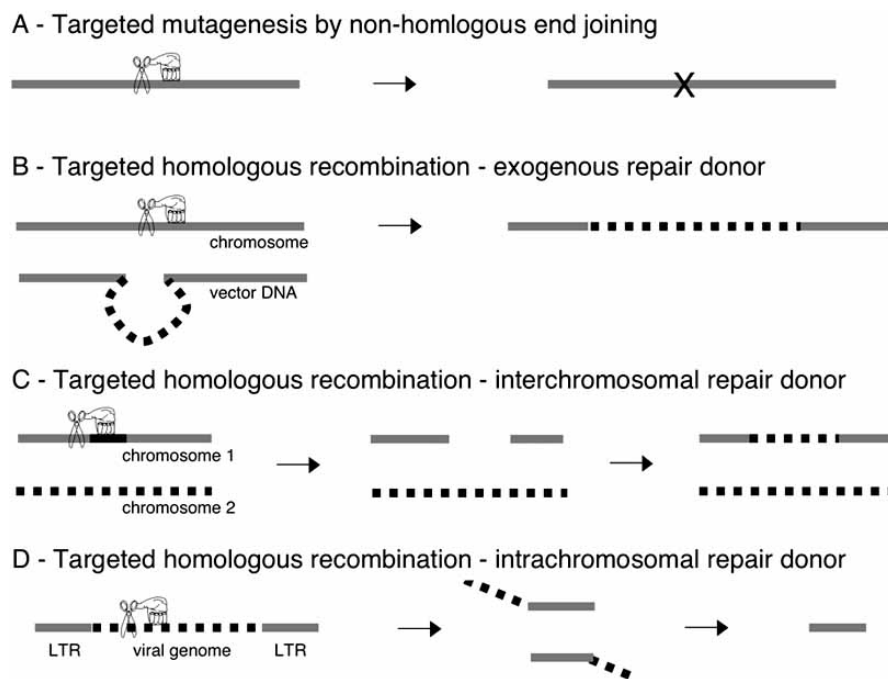 A - Targeted mutagenesis by non-homlogous end joining
X
B - Targeted homologous recombination - exogenous repair donor
chromosome
vector DNA
C - Targeted homologous recombination - interchromosomal repair donor
chromosome 1
chromosome 2
D - Targeted homologous recombination - intrachromosomal repair donor
LTR viral genome LTR